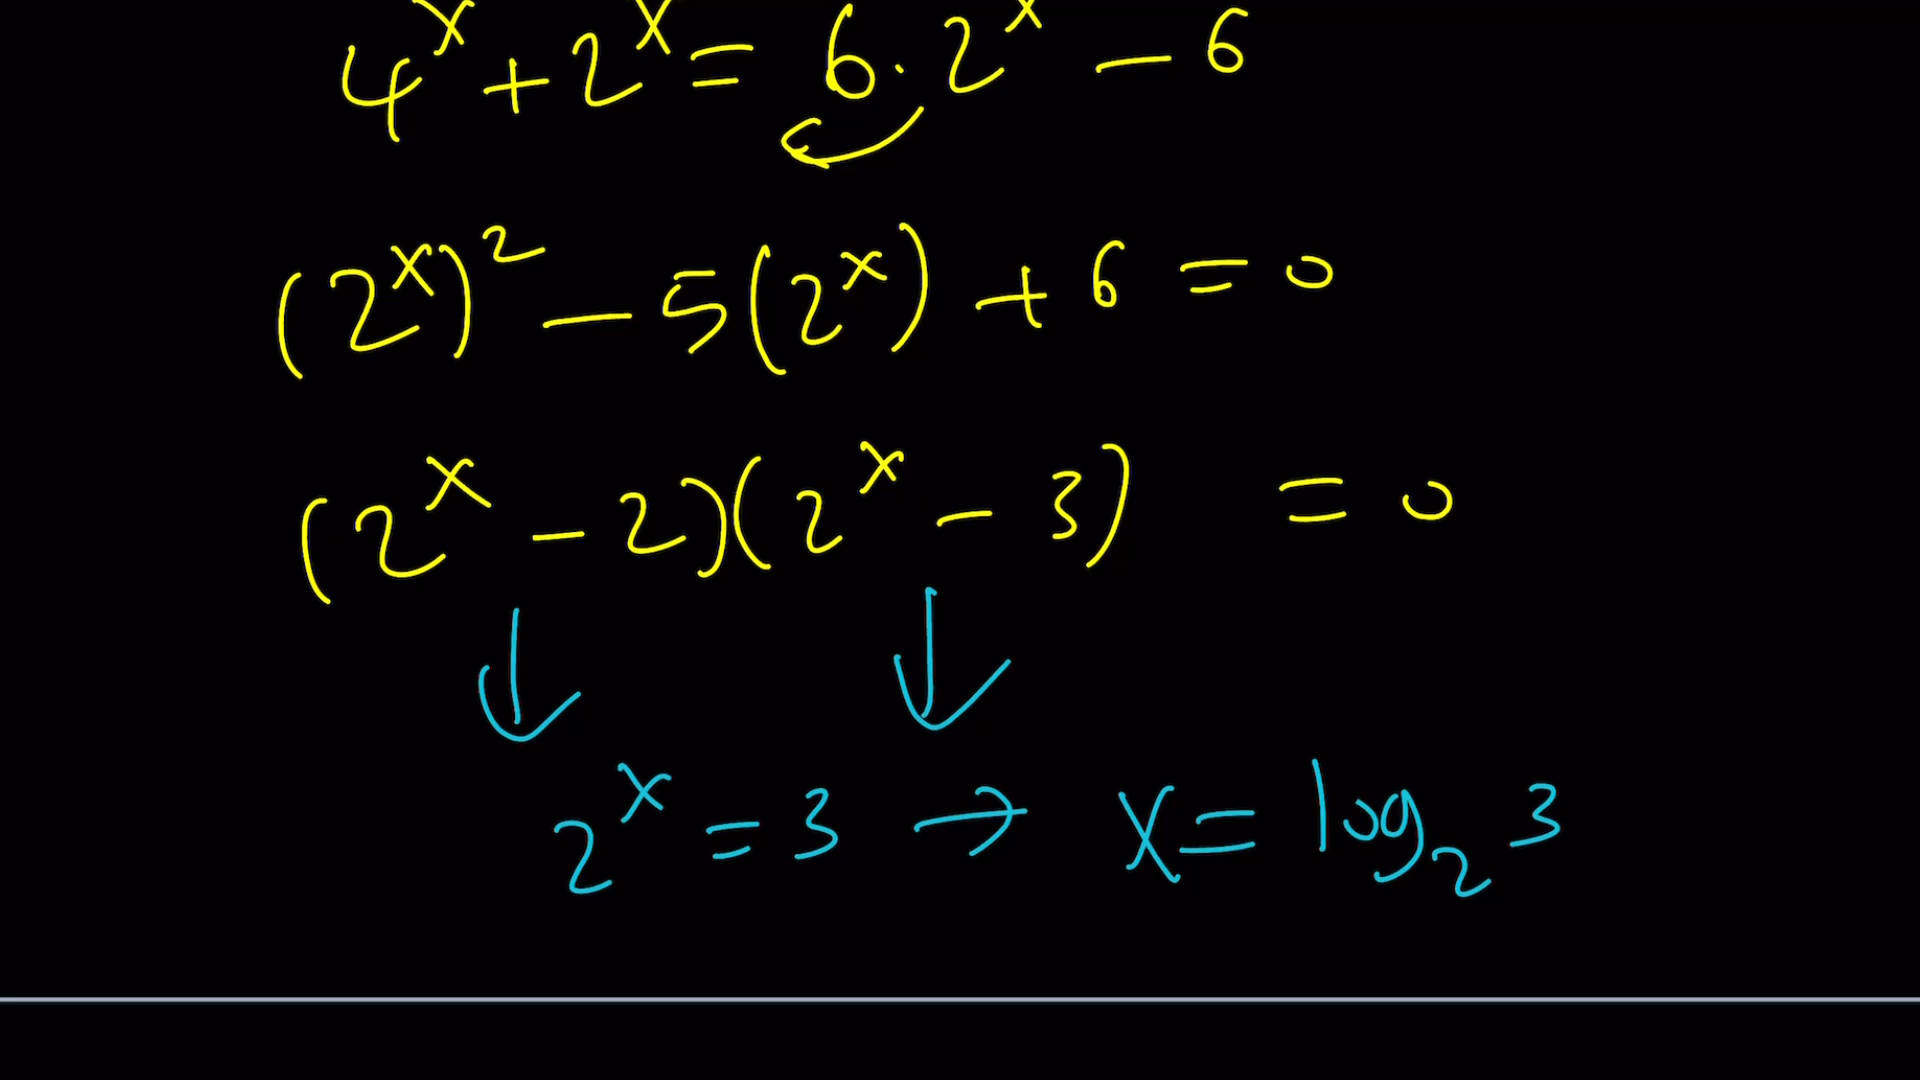 4^x + 2^x = 6 · 2^x − 6
(2^x)^2 − 5(2^x) + 6 = 0
(2^x − 2)(2^x − 3) = 0
2^x = 3 → x = log_2 3